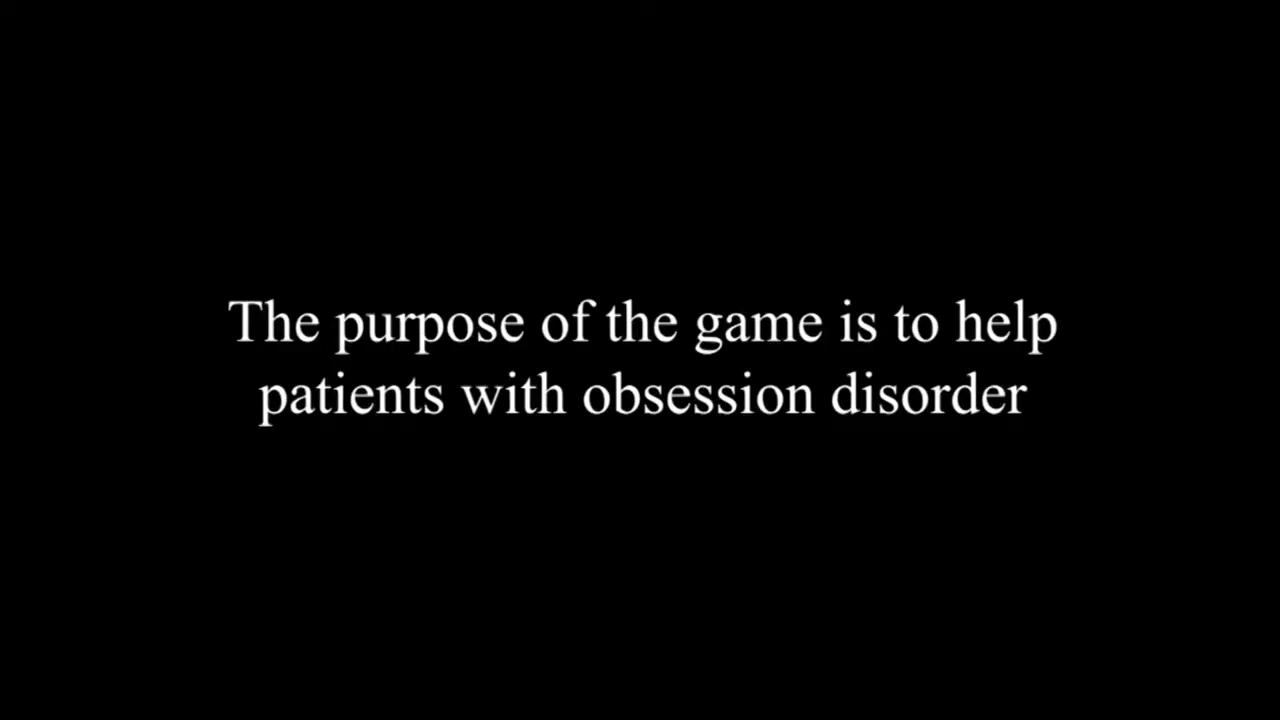 The purpose of the game is to help
patients with obsession disorder